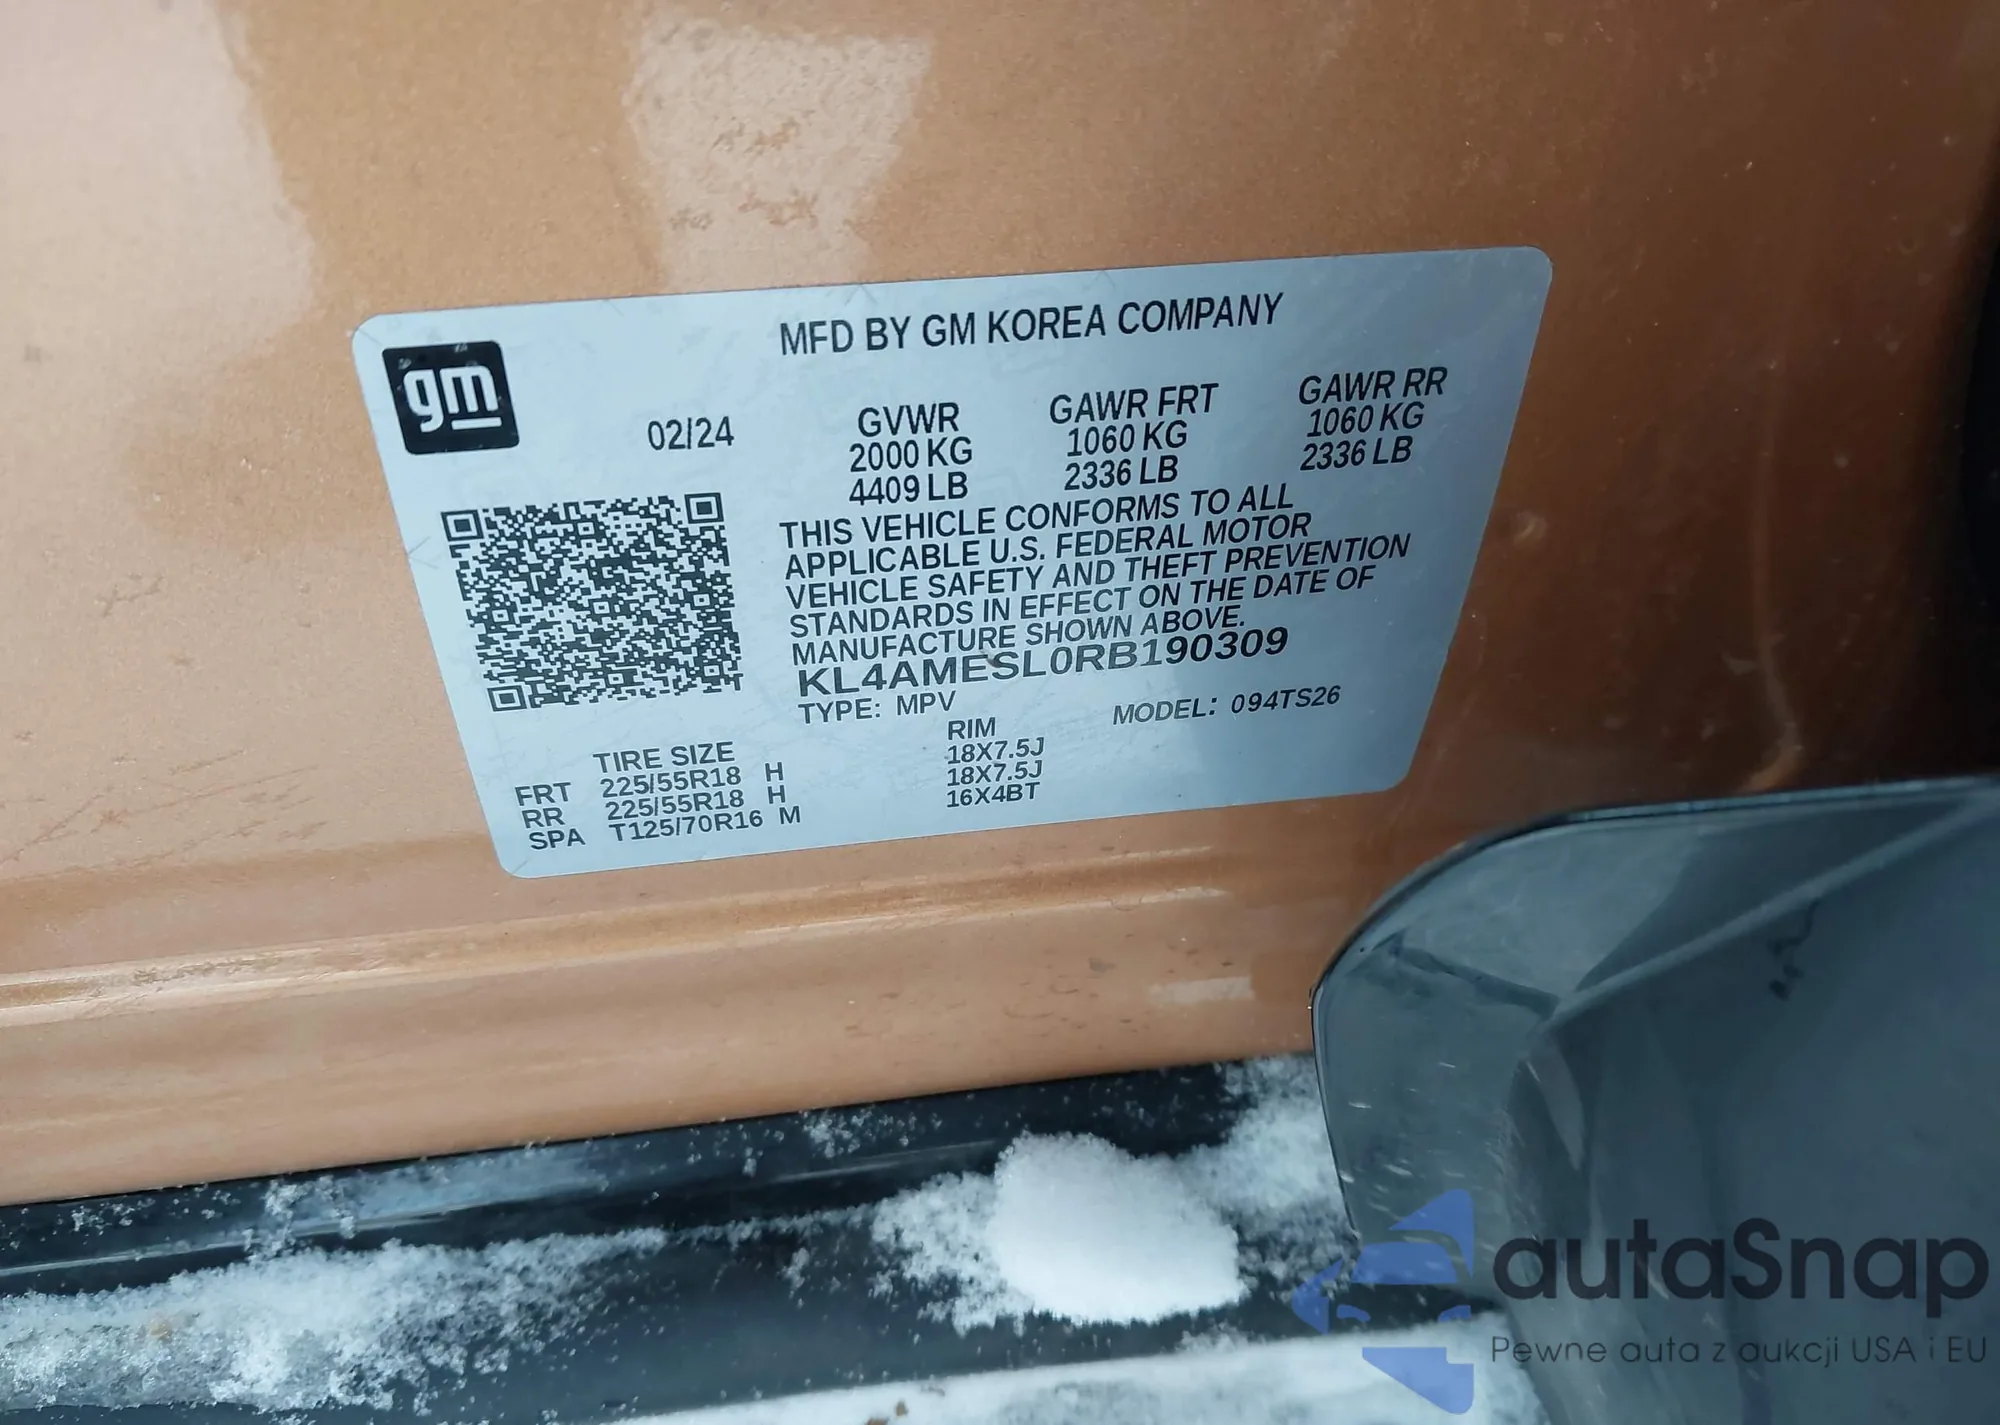 MFD BY GM KOREA COMPANY
gm
02/24
GVWR GAWR FRT GAWR RR
2000 KG 1060 KG 1060 KG
4409 LB 2336 LB 2336 LB
THIS VEHICLE CONFORMS TO ALL
APPLICABLE U.S. FEDERAL MOTOR
VEHICLE SAFETY AND THEFT PREVENTION
STANDARDS IN EFFECT ON THE DATE OF
MANUFACTURE SHOWN ABOVE.
KL4AMESL0RB190309
TYPE: MPV MODEL: 094TS26
TIRE SIZE RIM
FRT 225/55R18 H 18X7.5J
RR 225/55R18 H 18X7.5J
SPA T125/70R16 M 16X4BT
autaSnap
Pewne auta z aukcji USA i EU